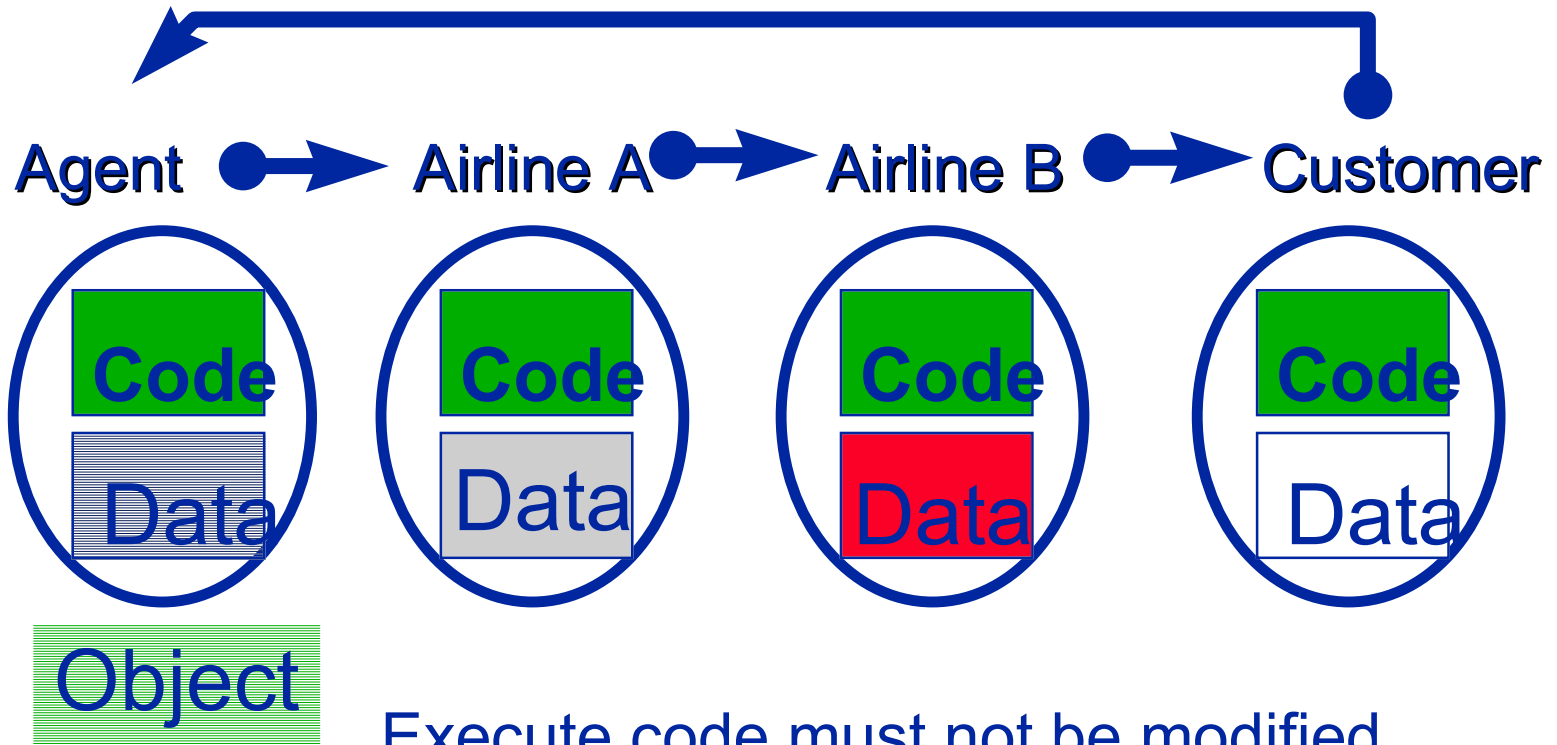 Agent Airline A Airline B Customer
Code Code Code Code
Data Data Data Data
Object
Execute code must not be modified